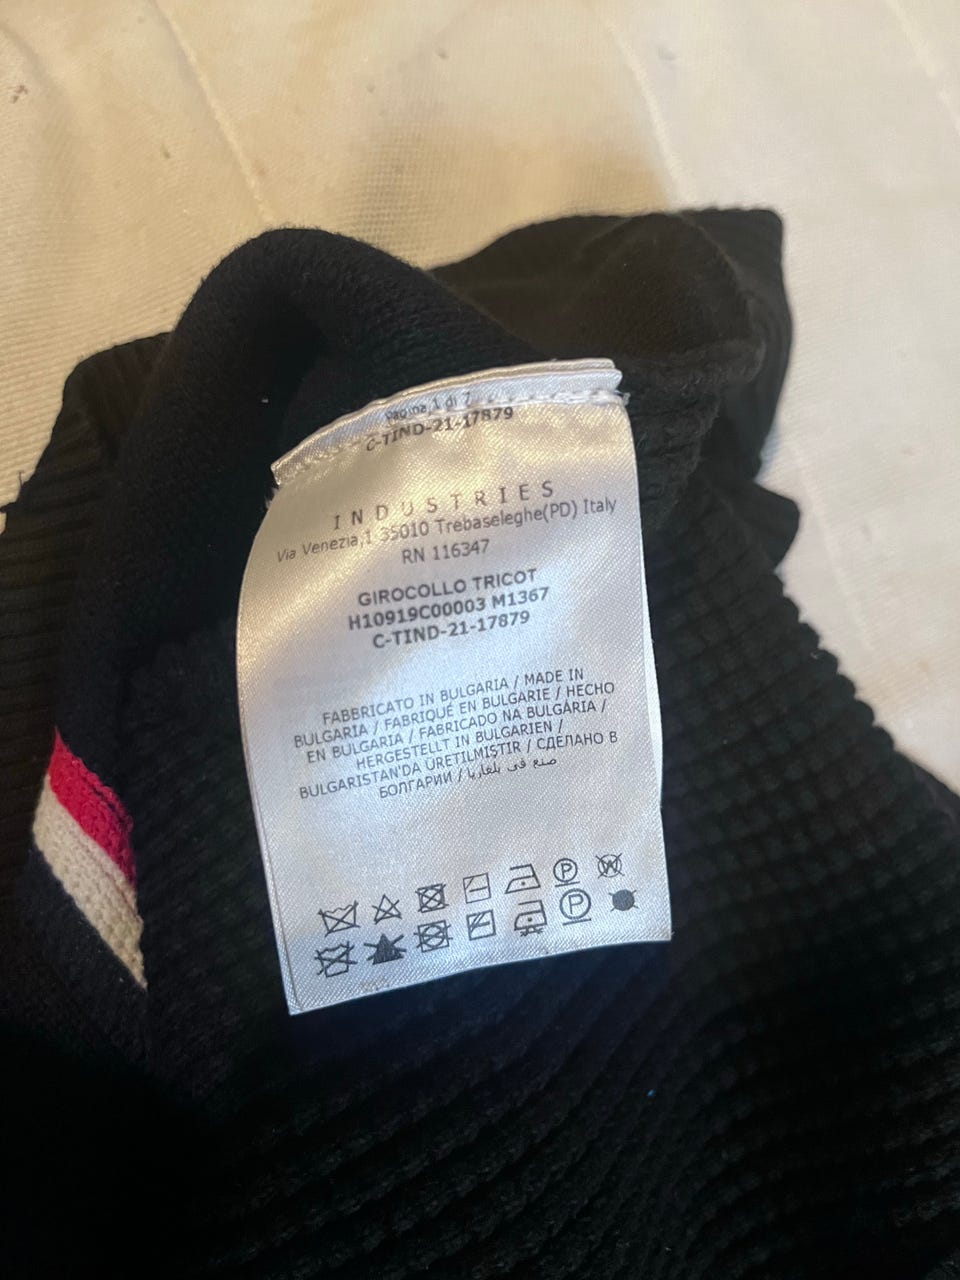 Pagina 1 di 7
C-TIND-21-17879
INDUSTRIES
Via Venezia,1 35010 Trebaseleghe(PD) Italy
RN 116347
GIROCOLLO TRICOT
H10919C00003 M1367
C-TIND-21-17879
FABBRICATO IN BULGARIA / MADE IN
BULGARIA / FABRIQUÉ EN BULGARIE / HECHO
EN BULGARIA / FABRICADO NA BULGÁRIA /
HERGESTELLT IN BULGARIEN /
BULGARISTAN'DA ÜRETILMIŞTIR / СДЕЛАНО В
БОЛГАРИИ / صنع في بلغاريا